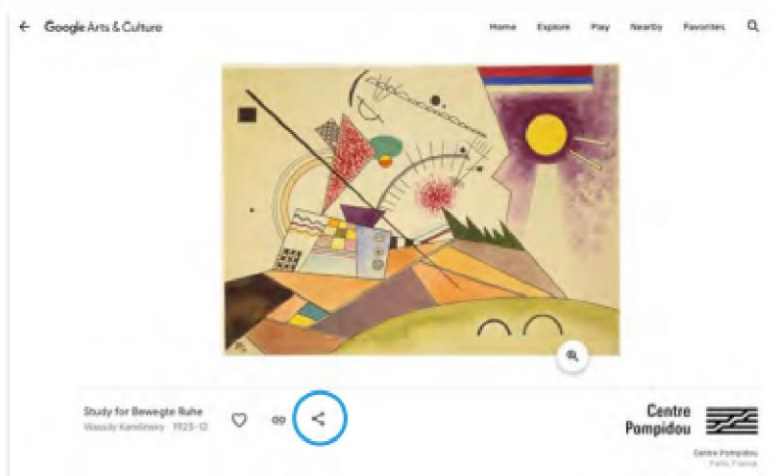 Google Arts & Culture
Home Explore Play Nearby Favorites
Study for Bewegte Ruhe
Wassily Kandinsky 1923-12
Centre
Pompidou
Centre Pompidou
Paris, France